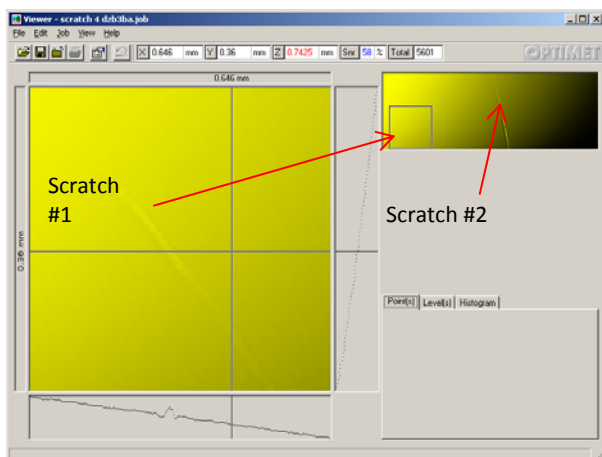 Viewer - scratch 4 dzb3ba.job
File Edit Job View Help
X 0.646 mm Y 0.36 mm Z 0.7425 mm Snr 58 % Total 5601
OPTIMET
0.646 mm
0.36 mm
Scratch
#1
Scratch #2
Point(s) Level(s) Histogram